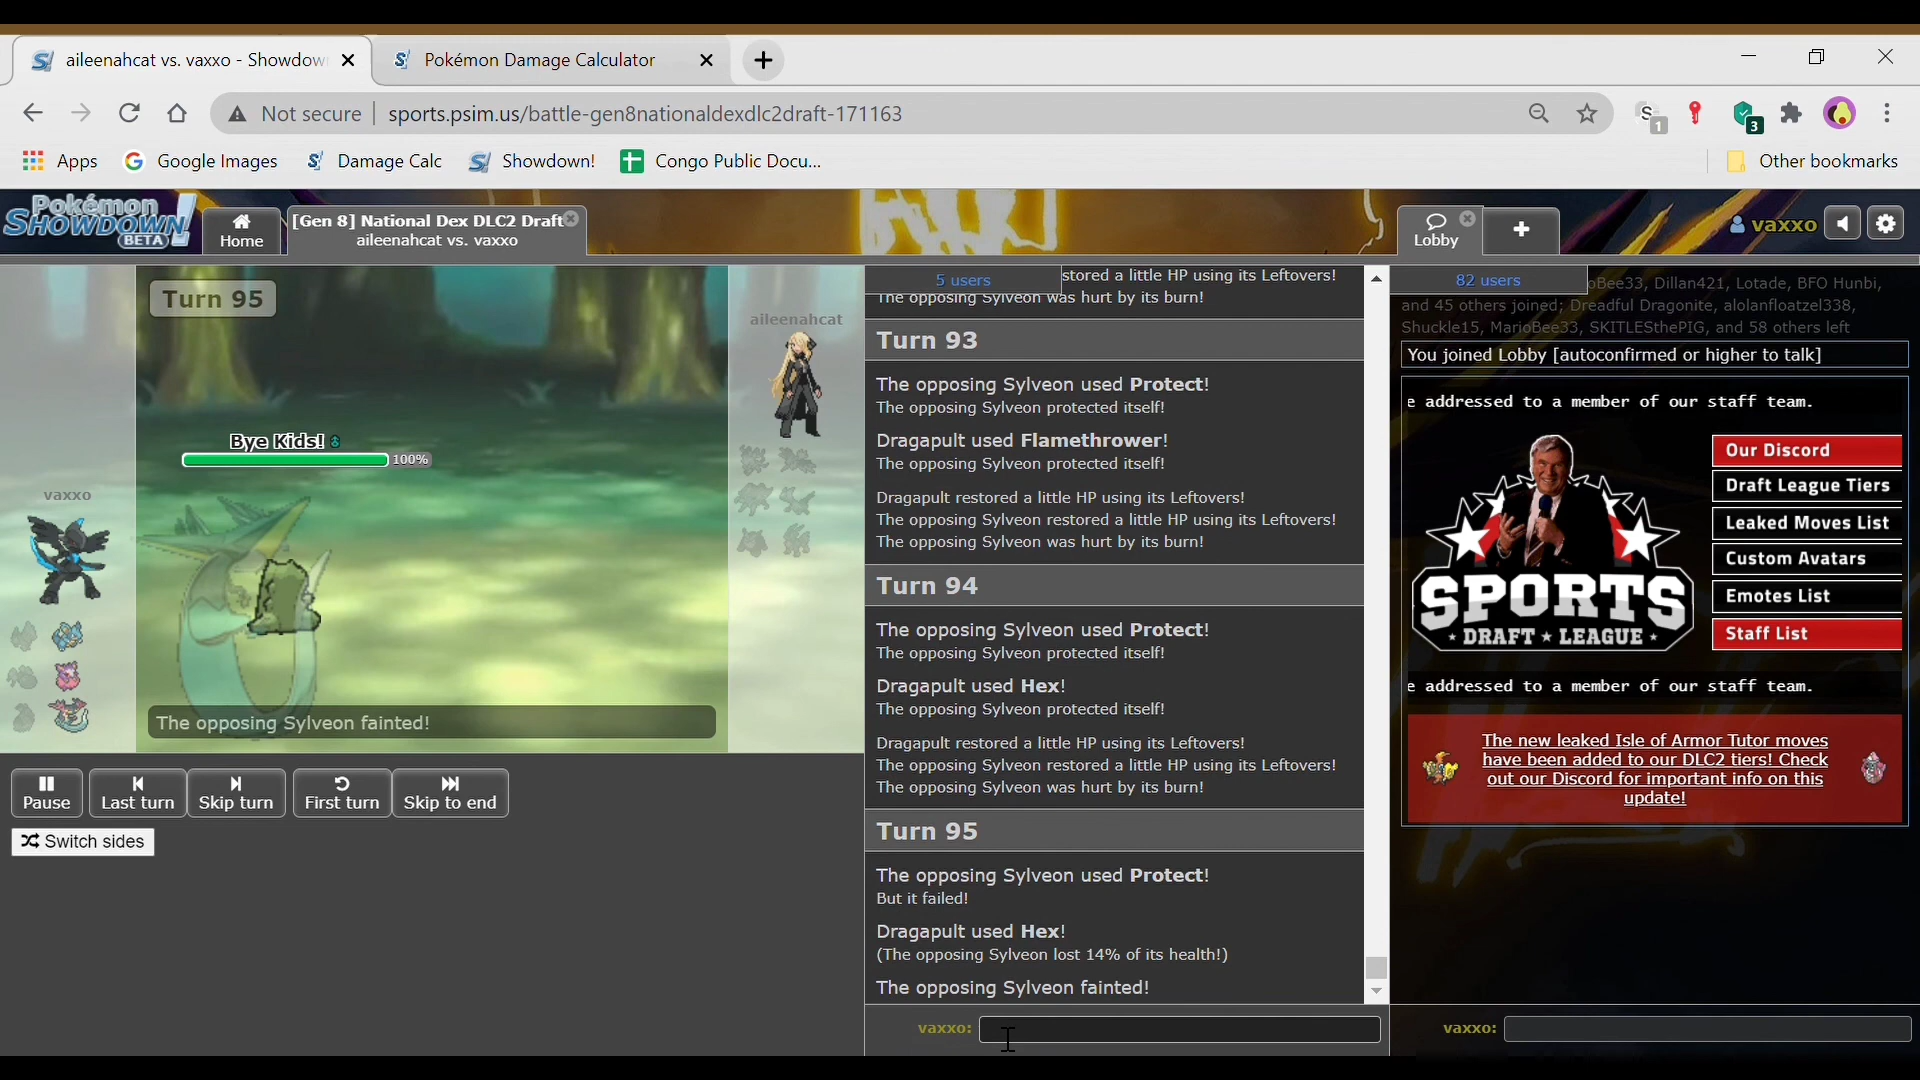 aileenahcat vs. vaxxo - Showdow
Pokémon Damage Calculator
Not secure
sports.psim.us/battle-gen8nationaldexdlc2draft-171163
S
1
3
Apps
Google Images
Damage Calc
Showdown!
Congo Public Docu...
Other bookmarks
Pokémon
SHOWDOWN!
BETA
Home
[Gen 8] National Dex DLC2 Draft
aileenahcat vs. vaxxo
Lobby
vaxxo
Turn 95
aileenahcat
Bye Kids!
100%
vaxxo
The opposing Sylveon fainted!
Pause
Last turn
Skip turn
First turn
Skip to end
Switch sides
5 users
stored a little HP using its Leftovers!
The opposing Sylveon was hurt by its burn!
Turn 93
The opposing Sylveon used Protect!
The opposing Sylveon protected itself!
Dragapult used Flamethrower!
The opposing Sylveon protected itself!
Dragapult restored a little HP using its Leftovers!
The opposing Sylveon restored a little HP using its Leftovers!
The opposing Sylveon was hurt by its burn!
Turn 94
The opposing Sylveon used Protect!
The opposing Sylveon protected itself!
Dragapult used Hex!
The opposing Sylveon protected itself!
Dragapult restored a little HP using its Leftovers!
The opposing Sylveon restored a little HP using its Leftovers!
The opposing Sylveon was hurt by its burn!
Turn 95
The opposing Sylveon used Protect!
But it failed!
Dragapult used Hex!
(The opposing Sylveon lost 14% of its health!)
The opposing Sylveon fainted!
vaxxo:
82 users
oBee33, Dillan421, Lotade, BFO Hunbi,
and 45 others joined; Dreadful Dragonite, alolanfloatzel338,
Shuckle15, MarioBee33, SKITLESthePIG, and 58 others left
You joined Lobby [autoconfirmed or higher to talk]
e addressed to a member of our staff team.
SPORTS
DRAFT LEAGUE
Our Discord
Draft League Tiers
Leaked Moves List
Custom Avatars
Emotes List
Staff List
e addressed to a member of our staff team.
The new leaked Isle of Armor Tutor moves
have been added to our DLC2 tiers! Check
out our Discord for important info on this
update!
vaxxo: